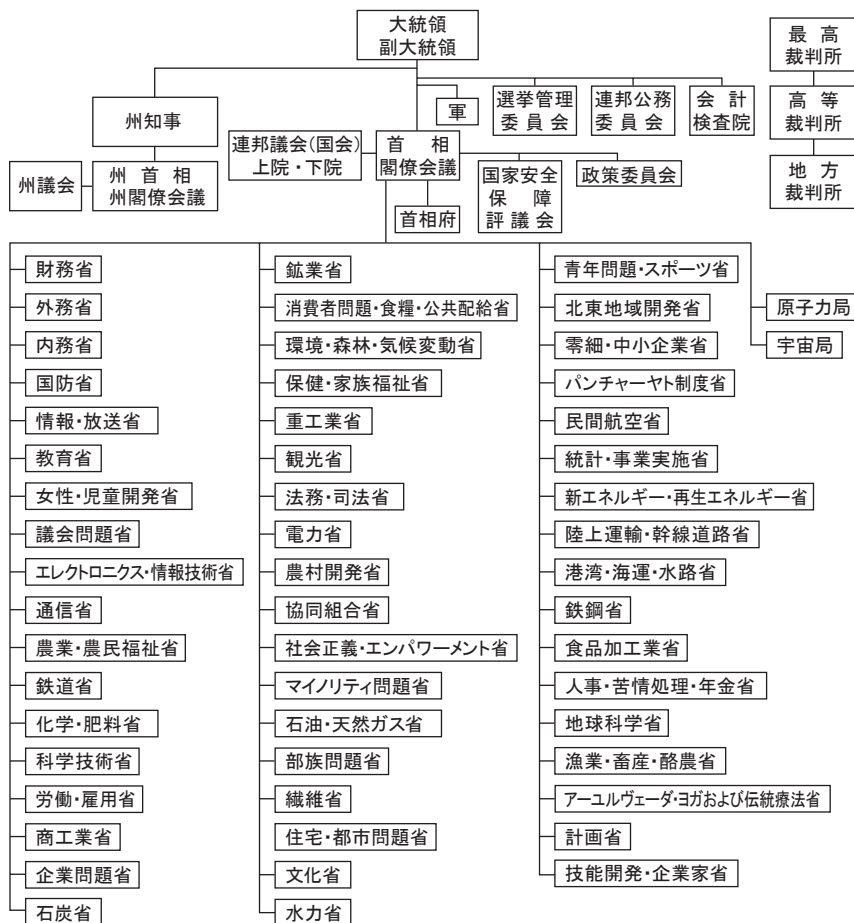 大統領
副大統領
最高
裁判所
軍
選挙管理
委員会
連邦公務
委員会
会計
検査院
高等
裁判所
州知事
連邦議会(国会)
上院・下院
首相
閣僚会議
国家安全
保障
評議会
政策委員会
地方
裁判所
州議会
州首相
州閣僚会議
首相府
財務省
外務省
内務省
国防省
情報・放送省
教育省
女性・児童開発省
議会問題省
エレクトロニクス・情報技術省
通信省
農業・農民福祉省
鉄道省
化学・肥料省
科学技術省
労働・雇用省
商工業省
企業問題省
石炭省
鉱業省
消費者問題・食糧・公共配給省
環境・森林・気候変動省
保健・家族福祉省
重工業省
観光省
法務・司法省
電力省
農村開発省
協同組合省
社会正義・エンパワーメント省
マイノリティ問題省
石油・天然ガス省
部族問題省
繊維省
住宅・都市問題省
文化省
水力省
青年問題・スポーツ省
北東地域開発省
零細・中小企業省
パンチャーヤト制度省
民間航空省
統計・事業実施省
新エネルギー・再生エネルギー省
陸上運輸・幹線道路省
港湾・海運・水路省
鉄鋼省
食品加工業省
人事・苦情処理・年金省
地球科学省
漁業・畜産・酪農省
アーユルヴェーダ・ヨガおよび伝統療法省
計画省
技能開発・企業家省
原子力局
宇宙局